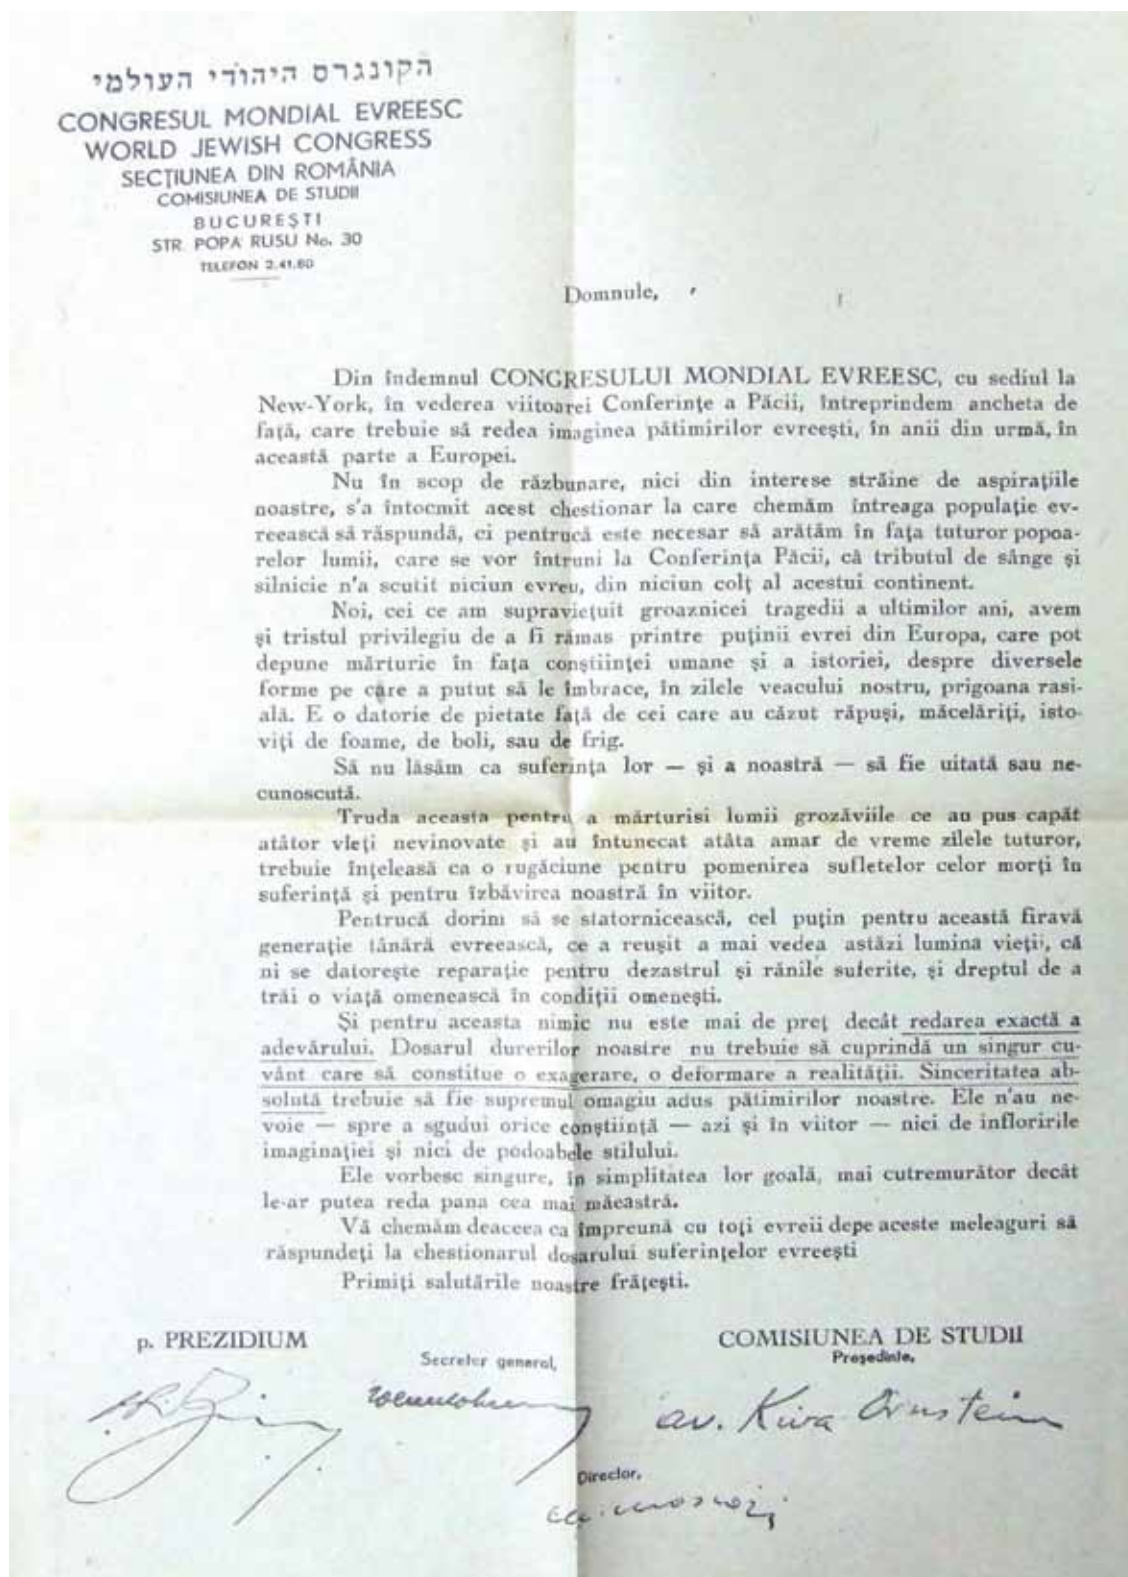 הקונגרס היהודי העולמי
CONGRESUL MONDIAL EVREESC
WORLD JEWISH CONGRESS
SECȚIUNEA DIN ROMÂNIA
COMISIUNEA DE STUDII
BUCUREȘTI
STR. POPA RUSU No. 30
TELEFON 2.41.80
Domnule,
Din îndemnul CONGRESULUI MONDIAL EVREESC, cu sediul la
New-York, în vederea viitoarei Conferințe a Păcii, întreprindem ancheta de
față, care trebuie să redea imaginea pătimirilor evreești, în anii din urmă, în
această parte a Europei.
Nu în scop de răzbunare, nici din interese străine de aspirațiile
noastre, s'a întocmit acest chestionar la care chemăm întreaga populație ev-
reească să răspundă, ci pentrucă este necesar să arătăm în fața tuturor popoa-
relor lumii, care se vor întruni la Conferința Păcii, că tributul de sânge și
silnicie n'a scutit niciun evreu, din niciun colț al acestui continent.
Noi, cei ce am supraviețuit groaznicei tragedii a ultimilor ani, avem
și tristul privilegiu de a fi rămas printre puținii evrei din Europa, care pot
depune mărturie în fața conștiinței umane și a istoriei, despre diversele
forme pe care a putut să le îmbrace, în zilele veacului nostru, prigoana rasi-
ală. E o datorie de pietate față de cei care au căzut răpuși, măcelăriți, isto-
viți de foame, de boli, sau de frig.
Să nu lăsăm ca suferința lor — și a noastră — să fie uitată sau ne-
cunoscută.
Truda aceasta pentru a mărturisi lumii grozăviile ce au pus capăt
atâtor vieți nevinovate și au întunecat atâta amar de vreme zilele tuturor,
trebuie înțeleasă ca o rugăciune pentru pomenirea sufletelor celor morți în
suferință și pentru îzbăvirea noastră în viitor.
Pentrucă dorim să se statornicească, cel puțin pentru această firavă
generație tânără evreească, ce a reușit a mai vedea astăzi lumina vieții, că
ni se datorește reparație pentru dezastrul și rănile suferite, și dreptul de a
trăi o viață omenească în condiții omenești.
Și pentru aceasta nimic nu este mai de preț decât redarea exactă a
adevărului. Dosarul durerilor noastre nu trebuie să cuprindă un singur cu-
vânt care să constitue o exagerare, o deformare a realității. Sinceritatea ab-
solută trebuie să fie supremul omagiu adus pătimirilor noastre. Ele n'au ne-
voie — spre a sgudui orice conștiință — azi și în viitor — nici de infloririle
imaginației și nici de podoabele stilului.
Ele vorbesc singure, în simplitatea lor goală, mai cutremurător decât
le-ar putea reda pana cea mai măeastră.
Vă chemăm deaceea ca împreună cu toți evreii depe aceste meleaguri să
răspundeți la chestionarul dosarului suferințelor evreești
Primiți salutările noastre frățești.
p. PREZIDIUM
Secretar general,
COMISIUNEA DE STUDII
Președinte,
av. Kiva Ornstein
Director,